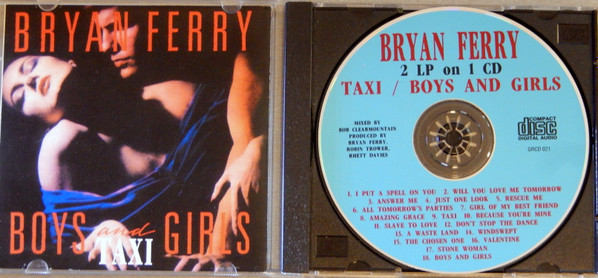 BRYAN FERRY
BOYS and GIRLS
TAXI
BRYAN FERRY
2 LP on 1 CD
TAXI / BOYS AND GIRLS
MIXED BY
BOB CLEARMOUNTAIN
PRODUCED BY
BRYAN FERRY,
ROBIN TROWER,
RHETT DAVIES
COMPACT
disc
DIGITAL AUDIO
GRCD 021
1. I PUT A SPELL ON YOU 2. WILL YOU LOVE ME TOMORROW
3. ANSWER ME 4. JUST ONE LOOK 5. RESCUE ME
6. ALL TOMORROW'S PARTIES 7. GIRL OF MY BEST FRIEND
8. AMAZING GRACE 9. TAXI 10. BECAUSE YOU'RE MINE
11. SLAVE TO LOVE 12. DON'T STOP THE DANCE
13. A WASTE LAND 14. WINDSWEPT
15. THE CHOSEN ONE 16. VALENTINE
17. STONE WOMAN
18. BOYS AND GIRLS